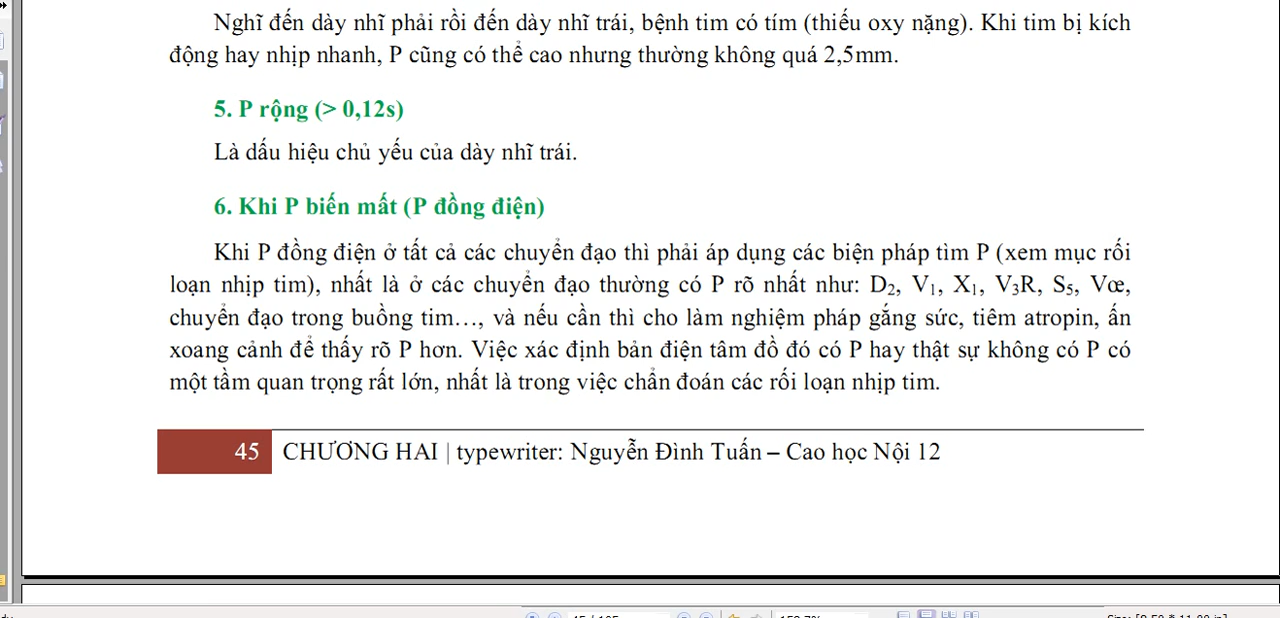 Nghĩ đến dày nhĩ phải rồi đến dày nhĩ trái, bệnh tim có tím (thiếu oxy nặng). Khi tim bị kích
động hay nhịp nhanh, P cũng có thể cao nhưng thường không quá 2,5mm.
5. P rộng (> 0,12s)
Là dấu hiệu chủ yếu của dày nhĩ trái.
6. Khi P biến mất (P đồng điện)
Khi P đồng điện ở tất cả các chuyển đạo thì phải áp dụng các biện pháp tìm P (xem mục rối
loạn nhịp tim), nhất là ở các chuyển đạo thường có P rõ nhất như: D₂, V₁, X₁, V₃R, S₅, Vœ,
chuyển đạo trong buồng tim…, và nếu cần thì cho làm nghiệm pháp gắng sức, tiêm atropin, ấn
xoang cảnh để thấy rõ P hơn. Việc xác định bản điện tâm đồ đó có P hay thật sự không có P có
một tầm quan trọng rất lớn, nhất là trong việc chẩn đoán các rối loạn nhịp tim.
45 CHƯƠNG HAI | typewriter: Nguyễn Đình Tuấn – Cao học Nội 12